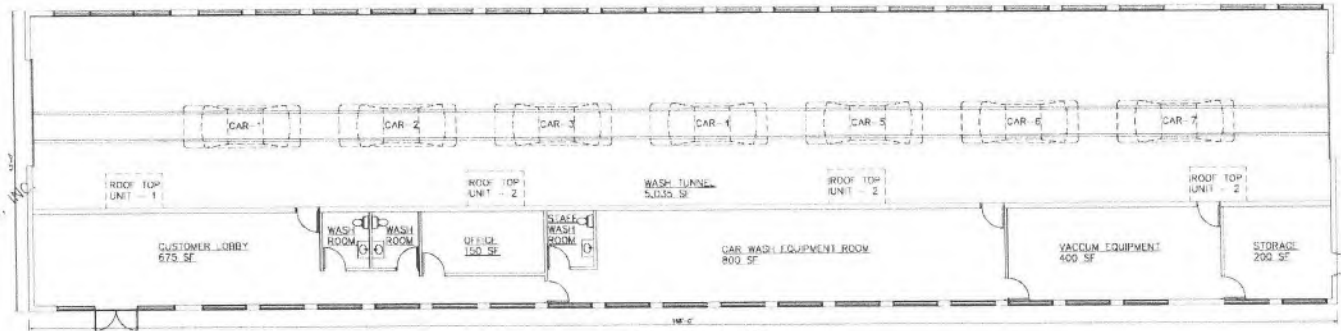 CAR-1
CAR-2
CAR-3
CAR-4
CAR-5
CAR-6
CAR-7
ROOF TOP
UNIT - 1
ROOF TOP
UNIT - 2
WASH TUNNEL
5,035 SF
ROOF TOP
UNIT - 2
ROOF TOP
UNIT - 2
CUSTOMER LOBBY
675 SF
WASH
ROOM
WASH
ROOM
OFFICE
150 SF
STAFF
WASH
ROOM
CAR WASH EQUIPMENT ROOM
800 SF
VACCUM EQUIPMENT
400 SF
STORAGE
200 SF